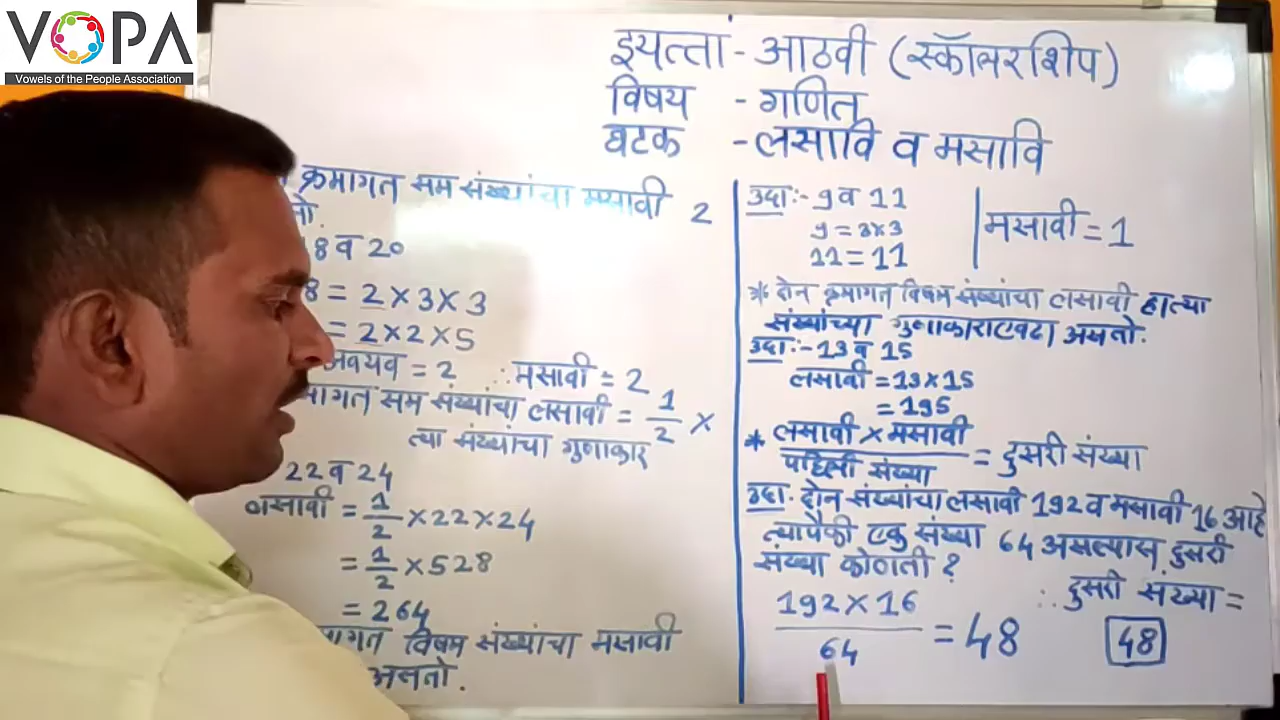 VOPA
Vowels of the People Association
इयत्ता - आठवी (स्कॉलरशिप)
विषय - गणित
घटक - लसावि व मसावि
क्रमागत सम संख्यांचा मसावी 2
तो.
18 व 20
8 = 2 × 3 × 3
= 2 × 2 × 5
अवयव = 2 ∴ मसावी = 2
मागत सम संख्यांचा लसावी = 1/2 ×
त्या संख्यांचा गुणाकार
22 व 24
लसावी = 1/2 × 22 × 24
= 1/2 × 528
= 264
मागत विषम संख्यांचा मसावी
असतो.
उदा :- 9 व 11
9 = 3×3
11 = 11
मसावी = 1
* दोन क्रमागत विषम संख्यांचा लसावी हा त्या
संख्यांच्या गुणाकाराएवढा असतो.
उदा :- 13 व 15
लसावी = 13 × 15
= 195
* लसावी × मसावी / पहिली संख्या = दुसरी संख्या
उदा. दोन संख्यांचा लसावी 192 व मसावी 16 आहे
त्यापैकी एक संख्या 64 असल्यास दुसरी
संख्या कोणती ?
192 × 16 / 64 = 48
∴ दुसरी संख्या =
48